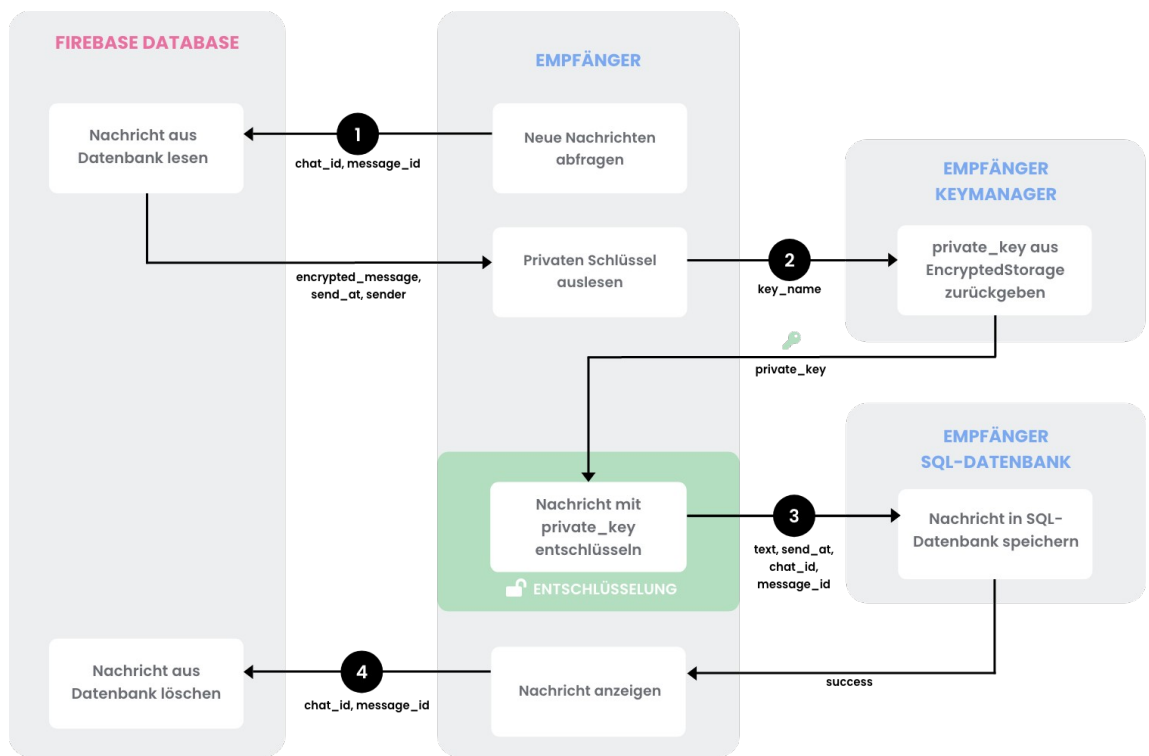 FIREBASE DATABASE
EMPFÄNGER
Nachricht aus
Datenbank lesen
1
chat_id, message_id
Neue Nachrichten
abfragen
EMPFÄNGER
KEYMANAGER
encrypted_message,
send_at, sender
Privaten Schlüssel
auslesen
2
key_name
private_key aus
EncryptedStorage
zurückgeben
private_key
EMPFÄNGER
SQL-DATENBANK
Nachricht mit
private_key
entschlüsseln
ENTSCHLÜSSELUNG
3
text, send_at,
chat_id,
message_id
Nachricht in SQL-
Datenbank speichern
success
Nachricht anzeigen
4
chat_id, message_id
Nachricht aus
Datenbank löschen